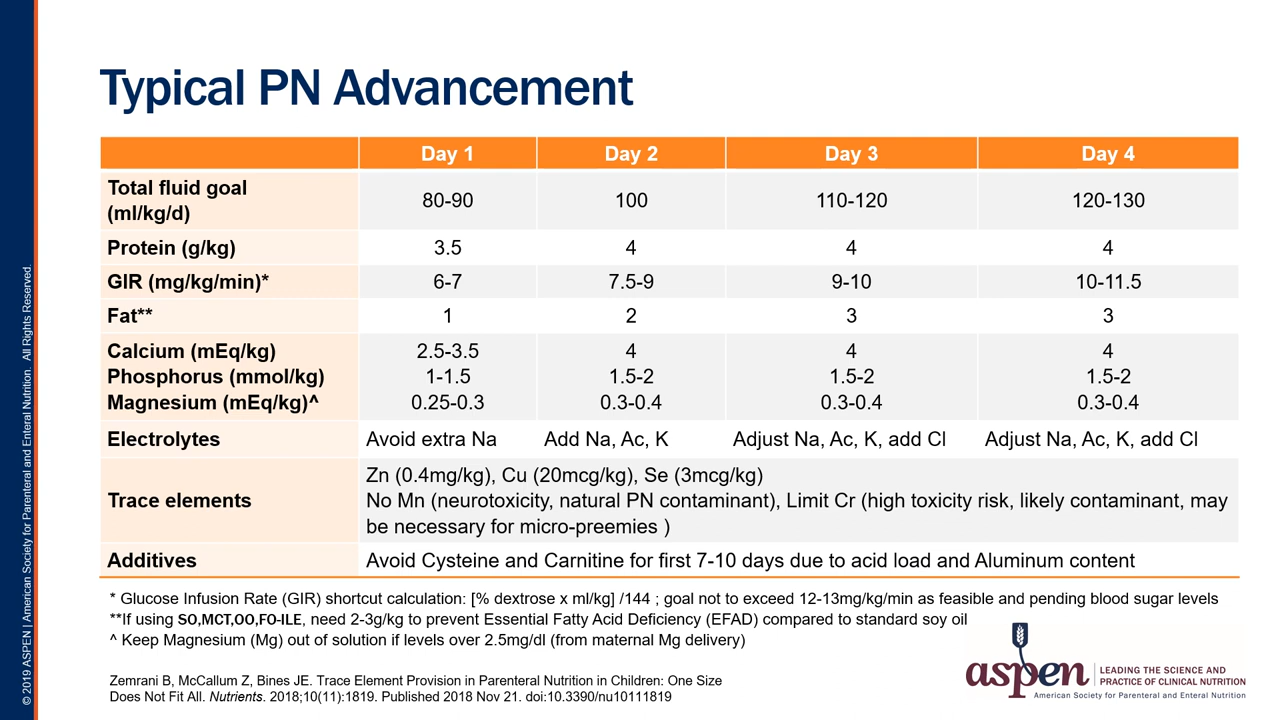 Typical PN Advancement
Day 1 Day 2 Day 3 Day 4
Total fluid goal
(ml/kg/d) 80-90 100 110-120 120-130
Protein (g/kg) 3.5 4 4 4
GIR (mg/kg/min)* 6-7 7.5-9 9-10 10-11.5
Fat** 1 2 3 3
Calcium (mEq/kg) 2.5-3.5 4 4 4
Phosphorus (mmol/kg) 1-1.5 1.5-2 1.5-2 1.5-2
Magnesium (mEq/kg)^ 0.25-0.3 0.3-0.4 0.3-0.4 0.3-0.4
Electrolytes Avoid extra Na Add Na, Ac, K Adjust Na, Ac, K, add Cl Adjust Na, Ac, K, add Cl
Trace elements
Zn (0.4mg/kg), Cu (20mcg/kg), Se (3mcg/kg)
No Mn (neurotoxicity, natural PN contaminant), Limit Cr (high toxicity risk, likely contaminant, may
be necessary for micro-preemies )
Additives Avoid Cysteine and Carnitine for first 7-10 days due to acid load and Aluminum content
* Glucose Infusion Rate (GIR) shortcut calculation: [% dextrose x ml/kg] /144 ; goal not to exceed 12-13mg/kg/min as feasible and pending blood sugar levels
**If using SO,MCT,OO,FO-ILE, need 2-3g/kg to prevent Essential Fatty Acid Deficiency (EFAD) compared to standard soy oil
^ Keep Magnesium (Mg) out of solution if levels over 2.5mg/dl (from maternal Mg delivery)
Zemrani B, McCallum Z, Bines JE. Trace Element Provision in Parenteral Nutrition in Children: One Size
Does Not Fit All. Nutrients. 2018;10(11):1819. Published 2018 Nov 21. doi:10.3390/nu10111819
aspen
LEADING THE SCIENCE AND
PRACTICE OF CLINICAL NUTRITION
American Society for Parenteral and Enteral Nutrition
© 2019 ASPEN | American Society for Parenteral and Enteral Nutrition. All Rights Reserved.